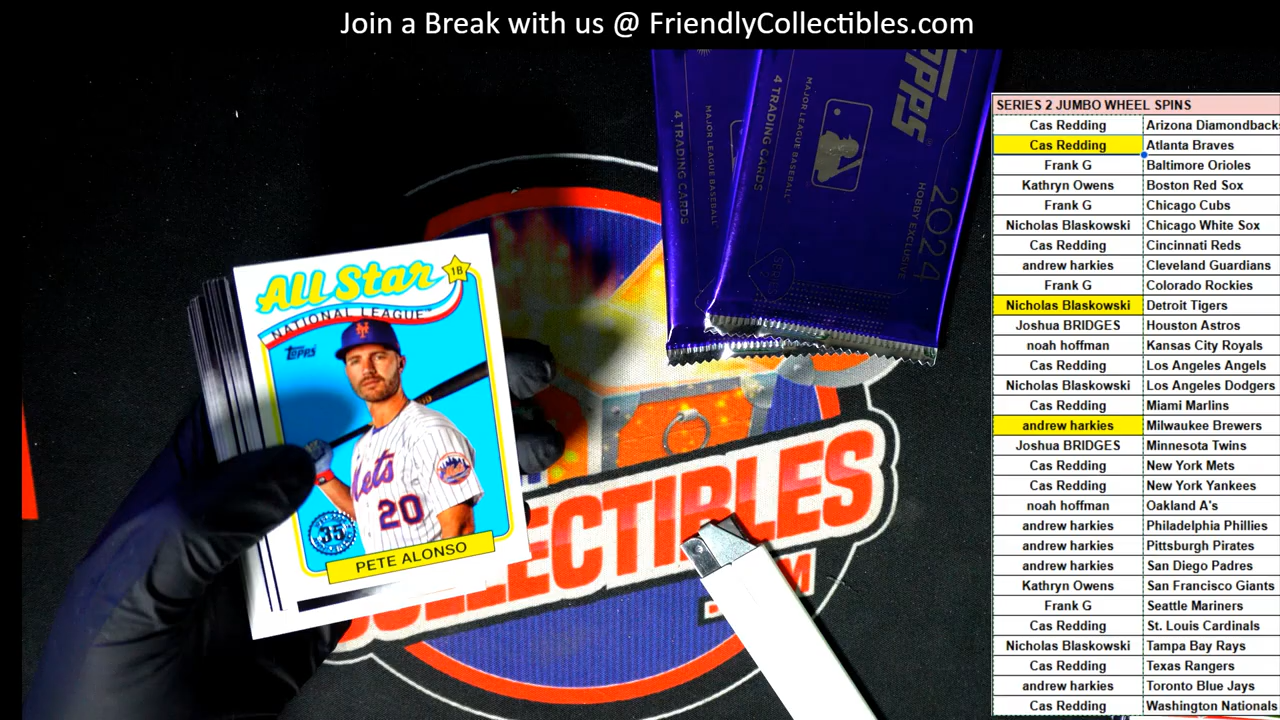 Join a Break with us @ FriendlyCollectibles.com
4 TRADING CARDS
MAJOR LEAGUE BASEBALL
4 TRADING CARDS
MAJOR LEAGUE BASEBALL
2024
HOBBY EXCLUSIVE
All Star
1B
NATIONAL LEAGUE
TOPPS
Mets
20
Mets
35
PETE ALONSO
LLECTIBLES
SERIES 2 JUMBO WHEEL SPINS
Cas Redding Arizona Diamondbacks
Cas Redding Atlanta Braves
Frank G Baltimore Orioles
Kathryn Owens Boston Red Sox
Frank G Chicago Cubs
Nicholas Blaskowski Chicago White Sox
Cas Redding Cincinnati Reds
andrew harkies Cleveland Guardians
Frank G Colorado Rockies
Nicholas Blaskowski Detroit Tigers
Joshua BRIDGES Houston Astros
noah hoffman Kansas City Royals
Cas Redding Los Angeles Angels
Nicholas Blaskowski Los Angeles Dodgers
Cas Redding Miami Marlins
andrew harkies Milwaukee Brewers
Joshua BRIDGES Minnesota Twins
Cas Redding New York Mets
Cas Redding New York Yankees
noah hoffman Oakland A's
andrew harkies Philadelphia Phillies
andrew harkies Pittsburgh Pirates
andrew harkies San Diego Padres
Kathryn Owens San Francisco Giants
Frank G Seattle Mariners
Cas Redding St. Louis Cardinals
Nicholas Blaskowski Tampa Bay Rays
Cas Redding Texas Rangers
andrew harkies Toronto Blue Jays
Cas Redding Washington Nationals